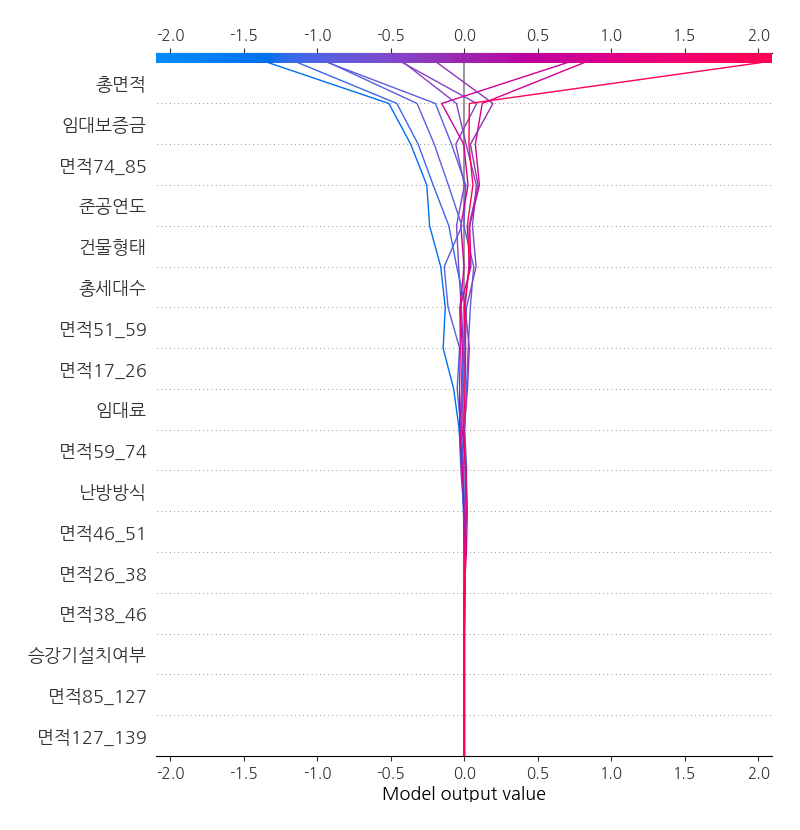 -2.0 -1.5 -1.0 -0.5 0.0 0.5 1.0 1.5 2.0
총면적
임대보증금
면적74_85
준공연도
건물형태
총세대수
면적51_59
면적17_26
임대료
면적59_74
난방방식
면적46_51
면적26_38
면적38_46
승강기설치여부
면적85_127
면적127_139
-2.0 -1.5 -1.0 -0.5 0.0 0.5 1.0 1.5 2.0
Model output value